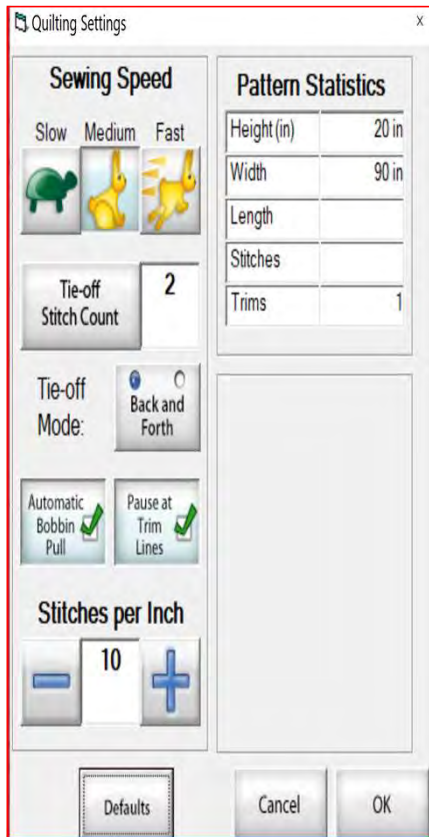 Quilting Settings
x
Sewing Speed
Slow Medium Fast
Tie-off
Stitch Count
2
Tie-off
Mode:
Back and
Forth
Automatic
Bobbin
Pull
Pause at
Trim
Lines
Stitches per Inch
10
Defaults
Pattern Statistics
Height (in) 20 in
Width 90 in
Length
Stitches
Trims 1
Cancel
OK